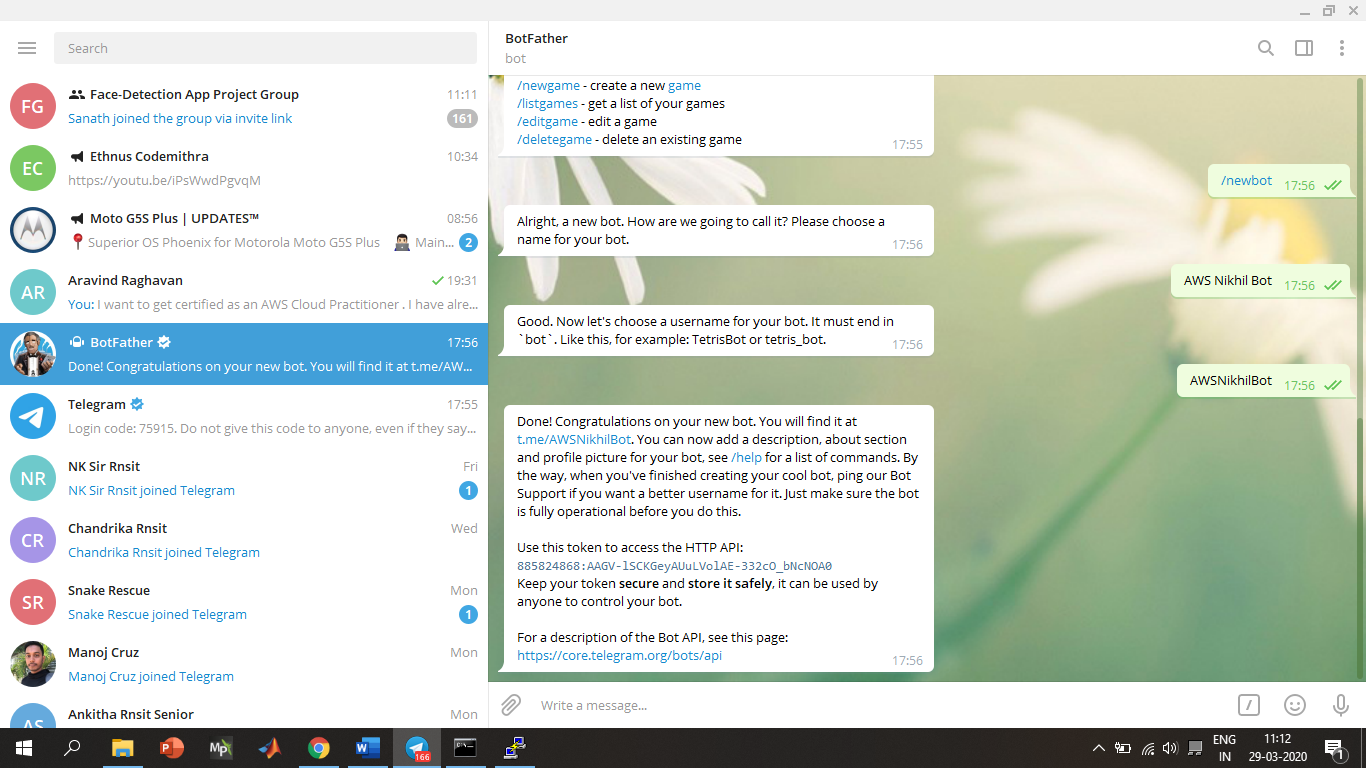 Search
FG
Face-Detection App Project Group
11:11
Sanath joined the group via invite link
161
EC
Ethnus Codemithra
10:34
https://youtu.be/iPsWwdPgvqM
Moto G5S Plus | UPDATES™
08:56
Superior OS Phoenix for Motorola Moto G5S Plus Main...
2
AR
Aravind Raghavan
19:31
You: I want to get certified as an AWS Cloud Practitioner . I have alre...
BotFather
17:56
Done! Congratulations on your new bot. You will find it at t.me/AW...
Telegram
17:55
Login code: 75915. Do not give this code to anyone, even if they say...
NR
NK Sir Rnsit
Fri
NK Sir Rnsit joined Telegram
1
CR
Chandrika Rnsit
Wed
Chandrika Rnsit joined Telegram
SR
Snake Rescue
Mon
Snake Rescue joined Telegram
1
Manoj Cruz
Mon
Manoj Cruz joined Telegram
AS
Ankitha Rnsit Senior
Mon
BotFather
bot
/newgame - create a new game
/listgames - get a list of your games
/editgame - edit a game
/deletegame - delete an existing game
17:55
/newbot 17:56
Alright, a new bot. How are we going to call it? Please choose a
name for your bot.
17:56
AWS Nikhil Bot 17:56
Good. Now let's choose a username for your bot. It must end in
`bot`. Like this, for example: TetrisBot or tetris_bot.
17:56
AWSNikhilBot 17:56
Done! Congratulations on your new bot. You will find it at
t.me/AWSNikhilBot. You can now add a description, about section
and profile picture for your bot, see /help for a list of commands. By
the way, when you've finished creating your cool bot, ping our Bot
Support if you want a better username for it. Just make sure the bot
is fully operational before you do this.
Use this token to access the HTTP API:
885824868:AAGV-lSCKGeyAUuLVolAE-332cO_bNcNOA0
Keep your token secure and store it safely, it can be used by
anyone to control your bot.
For a description of the Bot API, see this page:
https://core.telegram.org/bots/api
17:56
Write a message...
166
ENG
IN
11:12
29-03-2020
1